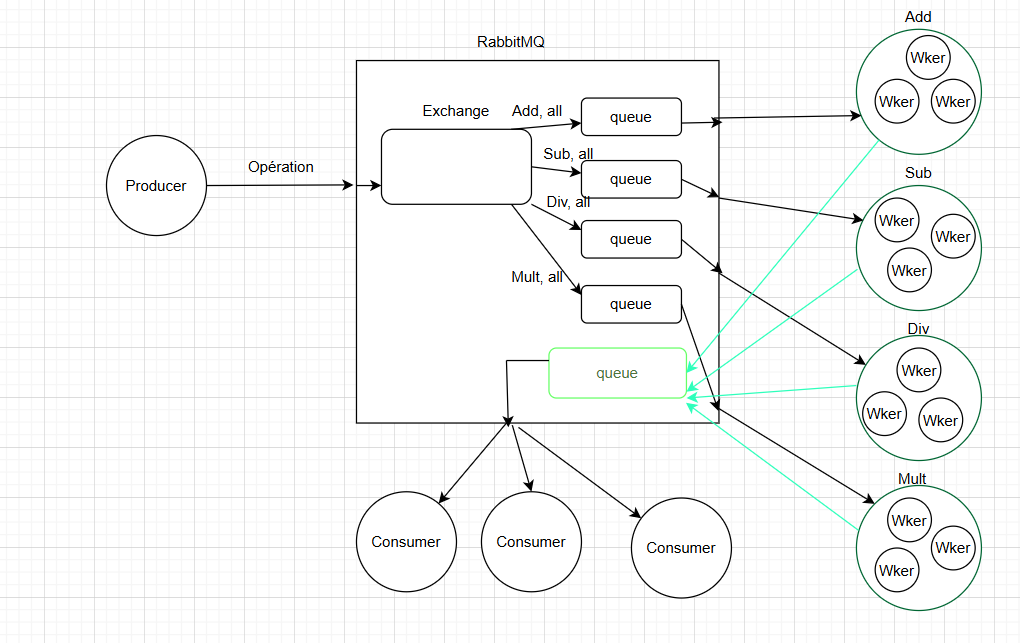 Add
RabbitMQ
Wker
Wker
Wker
Exchange
Add, all
queue
Sub, all
queue
Sub
Opération
Producer
Wker
Wker
Wker
Div, all
queue
Mult, all
queue
Div
queue
Wker
Wker
Wker
Mult
Wker
Wker
Wker
Consumer
Consumer
Consumer